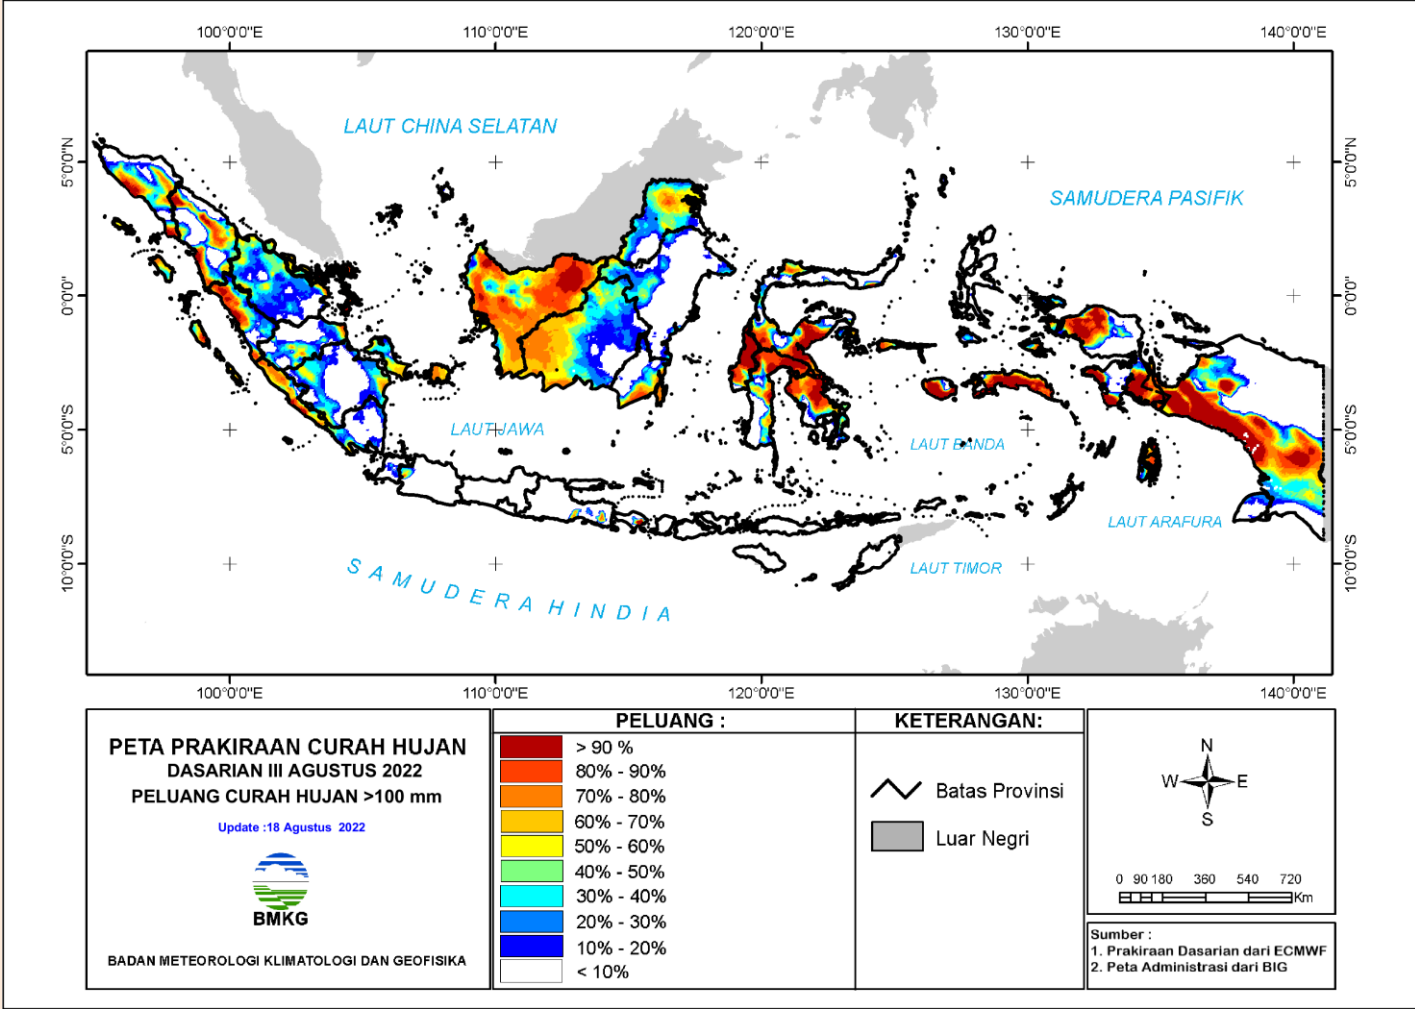 100°0'0"E 110°0'0"E 120°0'0"E 130°0'0"E 140°0'0"E
LAUT CHINA SELATAN
5°0'0"N
5°0'0"N
SAMUDERA PASIFIK
0°0'0"
0°0'0"
LAUT JAWA
LAUT BANDA
5°0'0"S
5°0'0"S
LAUT ARAFURA
10°0'0"S
10°0'0"S
LAUT TIMOR
SAMUDERA HINDIA
100°0'0"E 110°0'0"E 120°0'0"E 130°0'0"E 140°0'0"E
PETA PRAKIRAAN CURAH HUJAN
DASARIAN III AGUSTUS 2022
PELUANG CURAH HUJAN >100 mm
Update :18 Agustus 2022
BMKG
BADAN METEOROLOGI KLIMATOLOGI DAN GEOFISIKA
PELUANG :
> 90 %
80% - 90%
70% - 80%
60% - 70%
50% - 60%
40% - 50%
30% - 40%
20% - 30%
10% - 20%
< 10%
KETERANGAN:
Batas Provinsi
Luar Negri
N
W E
S
0 90 180 360 540 720
Km
Sumber :
1. Prakiraan Dasarian dari ECMWF
2. Peta Administrasi dari BIG